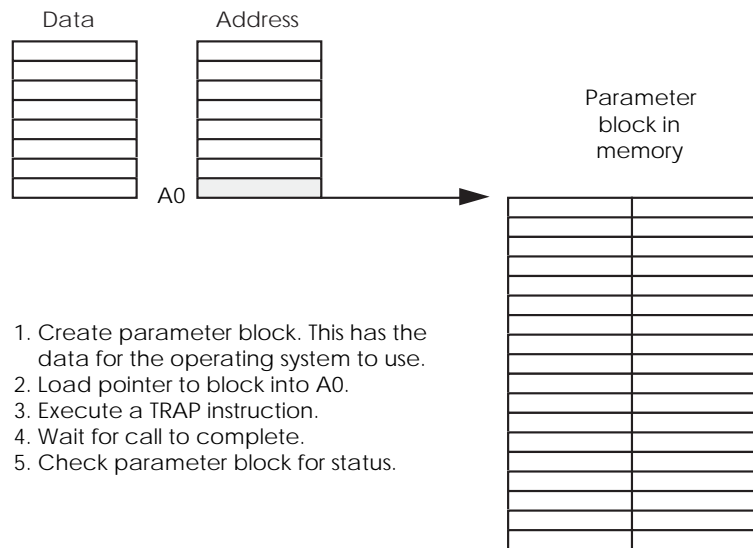 Data
Address
Parameter
block in
memory
A0
1. Create parameter block. This has the
data for the operating system to use.
2. Load pointer to block into A0.
3. Execute a TRAP instruction.
4. Wait for call to complete.
5. Check parameter block for status.